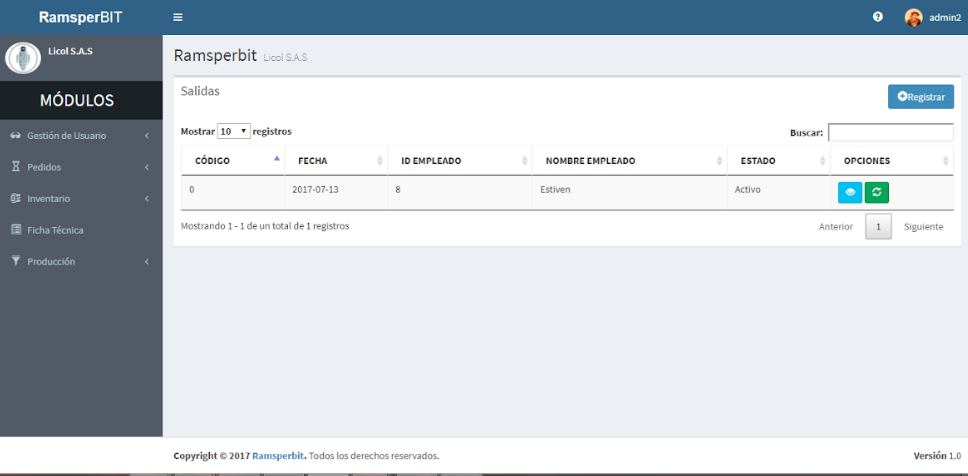 RamsperBIT
admin2
Licol S.A.S
MÓDULOS
Gestión de Usuario
Pedidos
Inventario
Ficha Técnica
Producción
Ramsperbit Licol S.A.S
Salidas
Registrar
Mostrar 10 registros
Buscar:
CÓDIGO FECHA ID EMPLEADO NOMBRE EMPLEADO ESTADO OPCIONES
0 2017-07-13 8 Estiven Activo
Mostrando 1 - 1 de un total de 1 registros
Anterior 1 Siguiente
Copyright © 2017 Ramsperbit. Todos los derechos reservados.
Versión 1.0